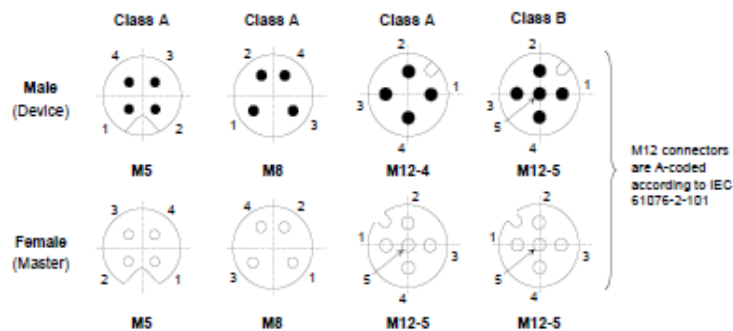 Class A Class A Class A Class B
4 3 2 4 2 2
Male
(Device)
1 1
3 3
5
1 2 1 3 4 4
M5 M8 M12-4 M12-5
M12 connectors
are A-coded
according to IEC
61076-2-101
Female
(Master)
3 4 4 2 2 2
1 3 1 3
2 1 3 1 5 5
4 4
M5 M8 M12-5 M12-5